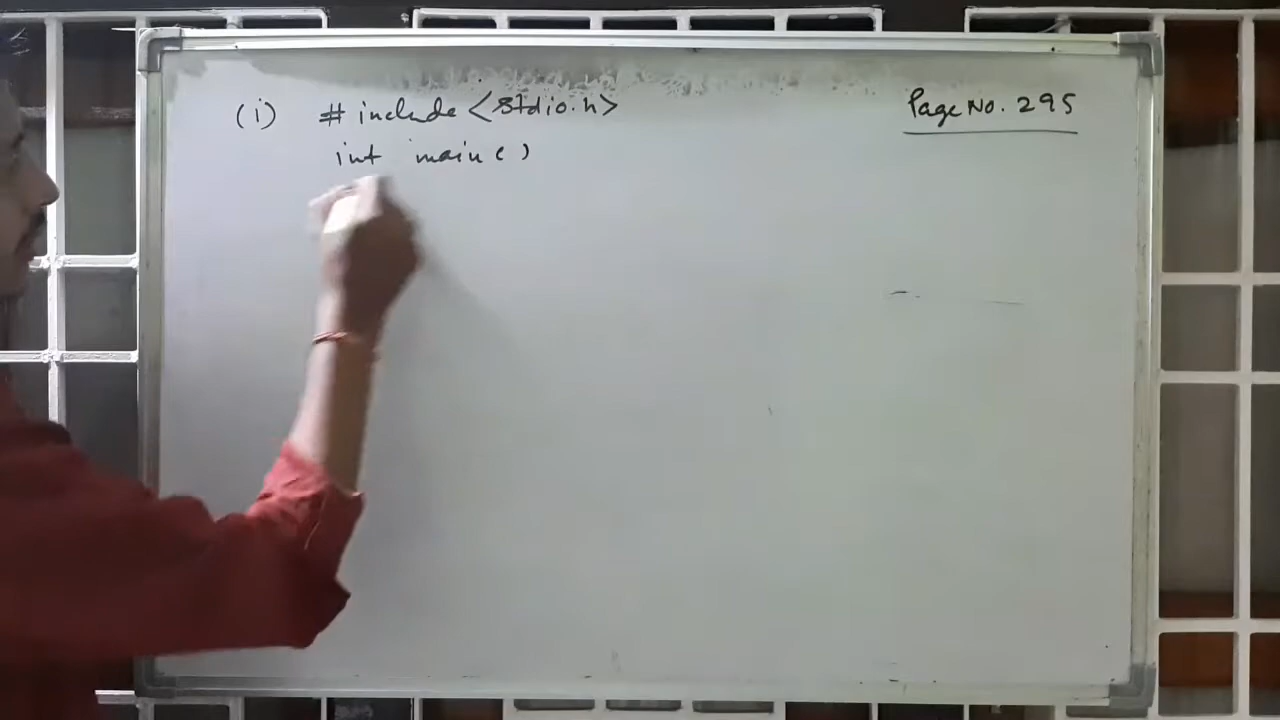 Page No. 295
(i) # include <stdio.h>
int main( )